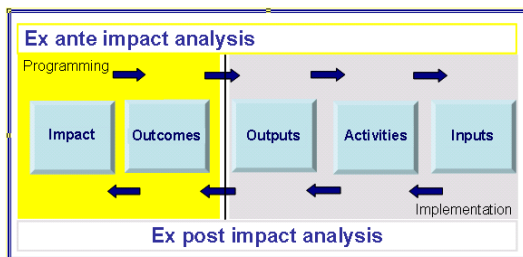 Ex ante impact analysis
Programming
Impact
Outcomes
Outputs
Activities
Inputs
Implementation
Ex post impact analysis